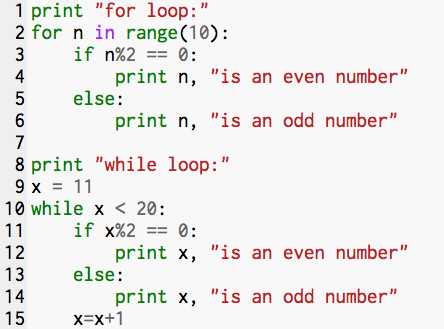 1 print "for loop:"
2 for n in range(10):
3     if n%2 == 0:
4         print n, "is an even number"
5     else:
6         print n, "is an odd number"
7
8 print "while loop:"
9 x = 11
10 while x < 20:
11     if x%2 == 0:
12         print x, "is an even number"
13     else:
14         print x, "is an odd number"
15     x=x+1